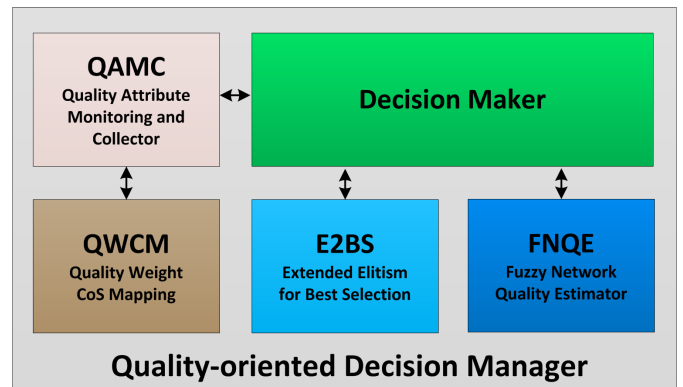 QAMC
Quality Attribute
Monitoring and
Collector
Decision Maker
QWCM
Quality Weight
CoS Mapping
E2BS
Extended Elitism
for Best Selection
FNQE
Fuzzy Network
Quality Estimator
Quality-oriented Decision Manager